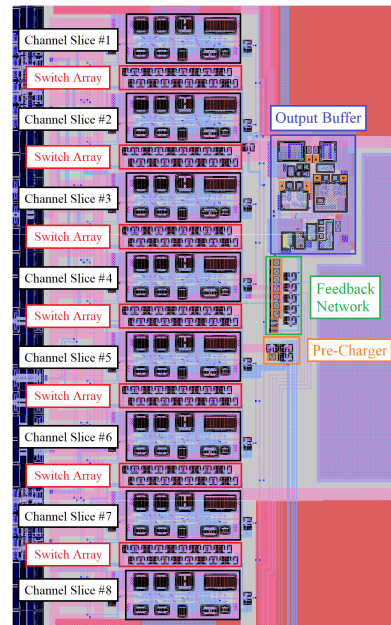 Channel Slice #1
Switch Array
Channel Slice #2
Output Buffer
Switch Array
Channel Slice #3
Switch Array
Channel Slice #4
Feedback
Network
Switch Array
Pre-Charger
Channel Slice #5
Switch Array
Channel Slice #6
Switch Array
Channel Slice #7
Switch Array
Channel Slice #8